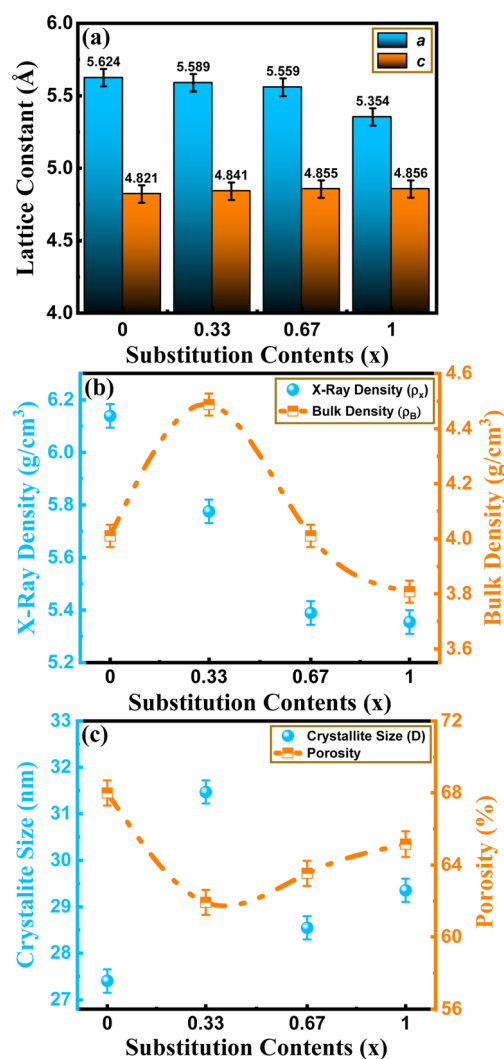 (a)
a
c
Lattice Constant (Å)
6.0
5.5
5.0
4.5
4.0
5.624
5.589
5.559
5.354
4.821
4.841
4.855
4.856
0 0.33 0.67 1
Substitution Contents (x)
(b)
X-Ray Density (ρx)
Bulk Density (ρB)
X-Ray Density (g/cm³)
6.2
6.0
5.8
5.6
5.4
5.2
4.6
4.4
4.2
4.0
3.8
3.6
Bulk Density (g/cm³)
0 0.33 0.67 1
Substitution Contents (x)
(c)
Crystallite Size (D)
Porosity
Crystalite Size (nm)
33
32
31
30
29
28
27
72
68
64
60
56
Porosity (%)
0 0.33 0.67 1
Substitution Contents (x)